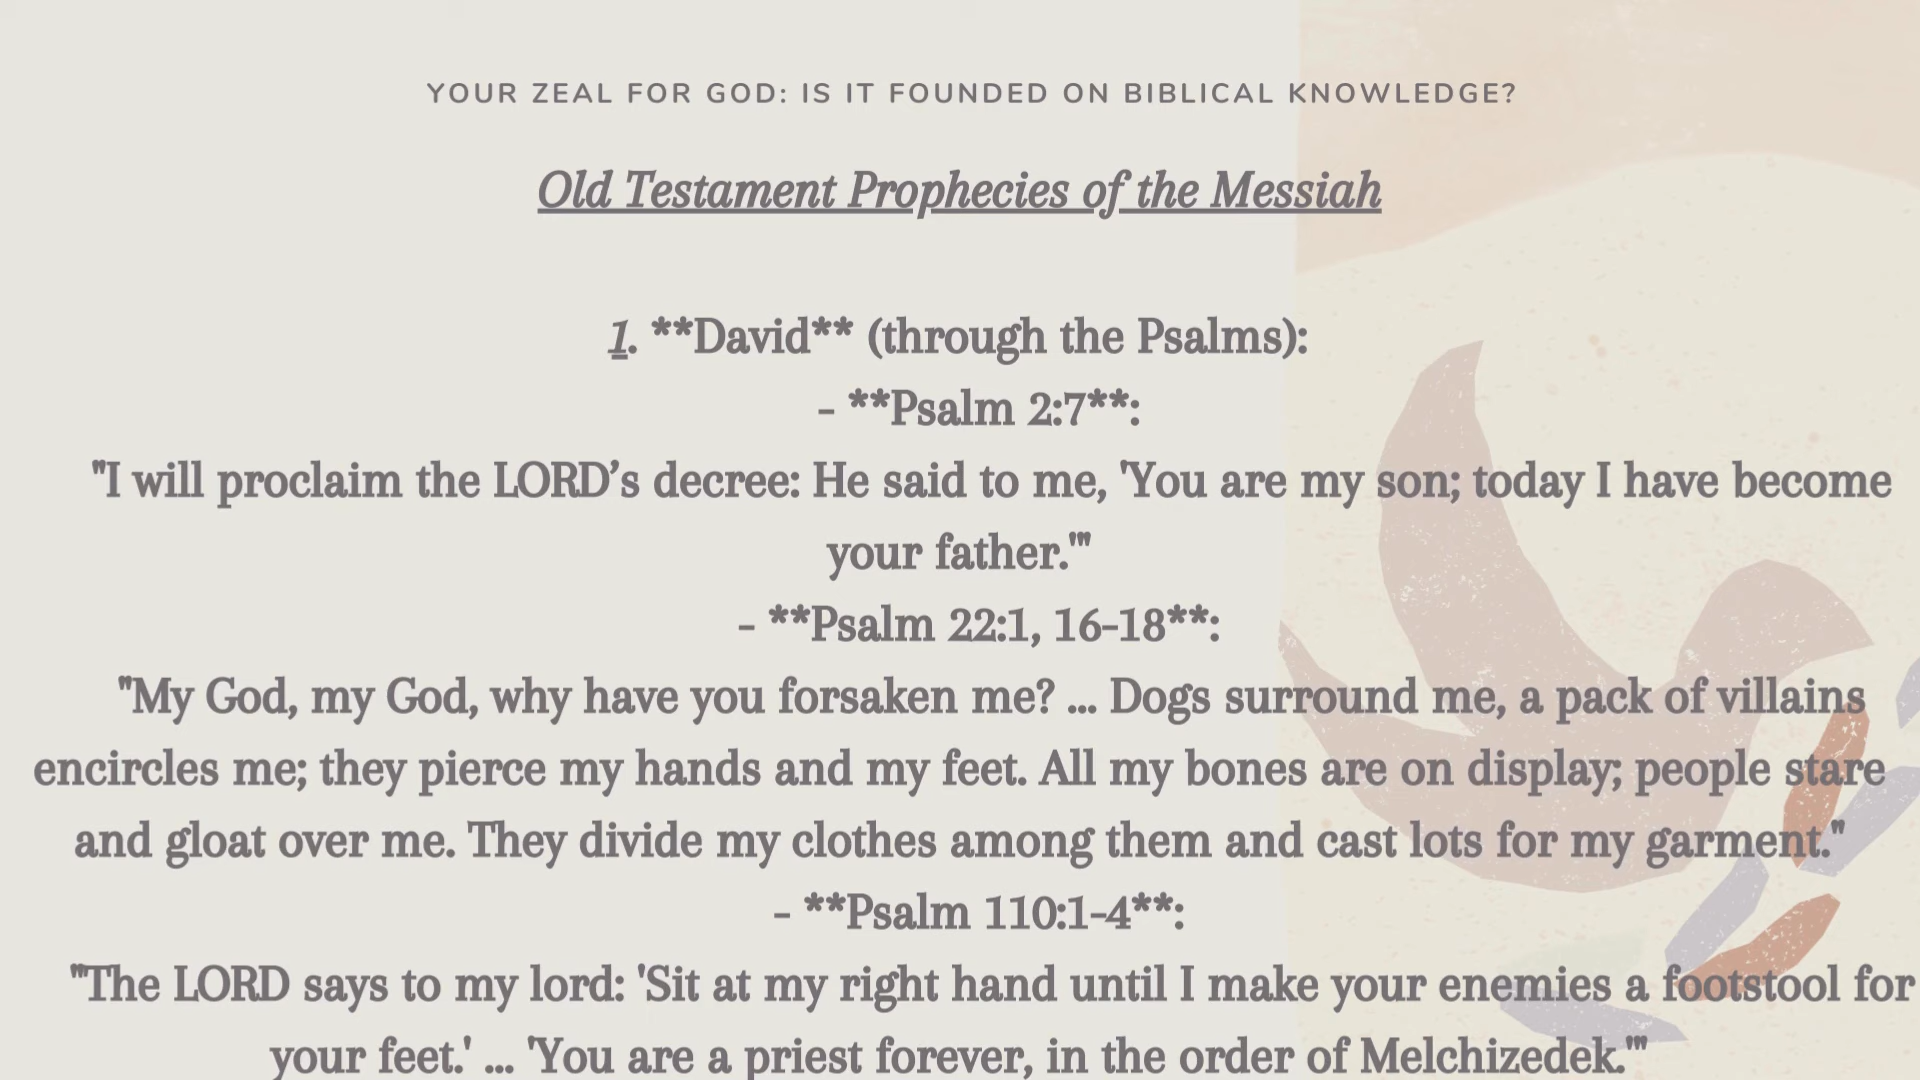 YOUR ZEAL FOR GOD: IS IT FOUNDED ON BIBLICAL KNOWLEDGE?
Old Testament Prophecies of the Messiah
1. **David** (through the Psalms):
- **Psalm 2:7**:
"I will proclaim the LORD’s decree: He said to me, 'You are my son; today I have become
your father.'"
- **Psalm 22:1, 16-18**:
"My God, my God, why have you forsaken me? ... Dogs surround me, a pack of villains
encircles me; they pierce my hands and my feet. All my bones are on display; people stare
and gloat over me. They divide my clothes among them and cast lots for my garment."
- **Psalm 110:1-4**:
"The LORD says to my lord: 'Sit at my right hand until I make your enemies a footstool for
your feet.' ... 'You are a priest forever, in the order of Melchizedek.'"